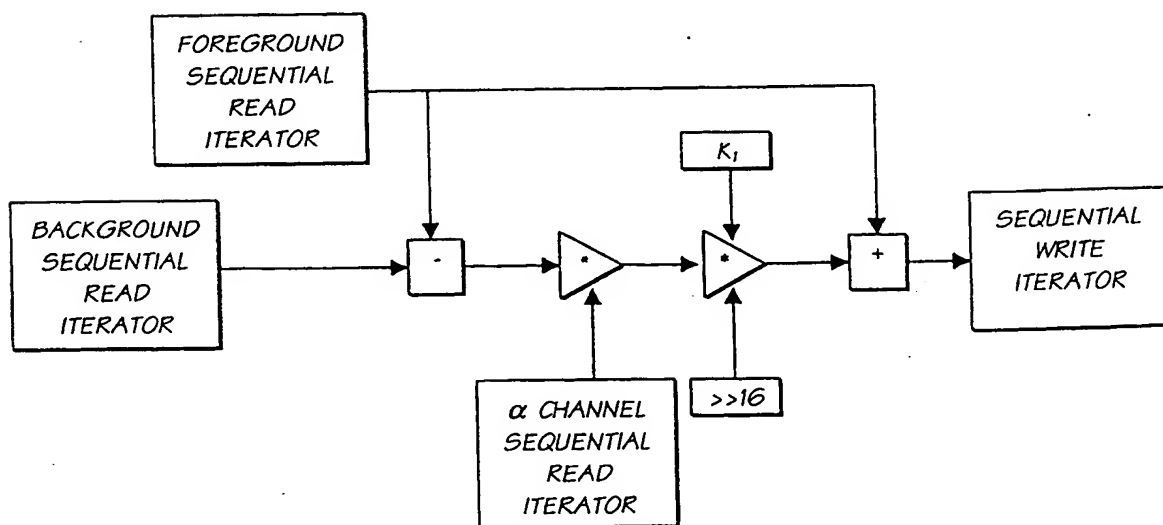 FOREGROUND
SEQUENTIAL
READ
ITERATOR
K₁
BACKGROUND
SEQUENTIAL
READ
ITERATOR
-
*
*
+
SEQUENTIAL
WRITE
ITERATOR
α CHANNEL
SEQUENTIAL
READ
ITERATOR
>>16